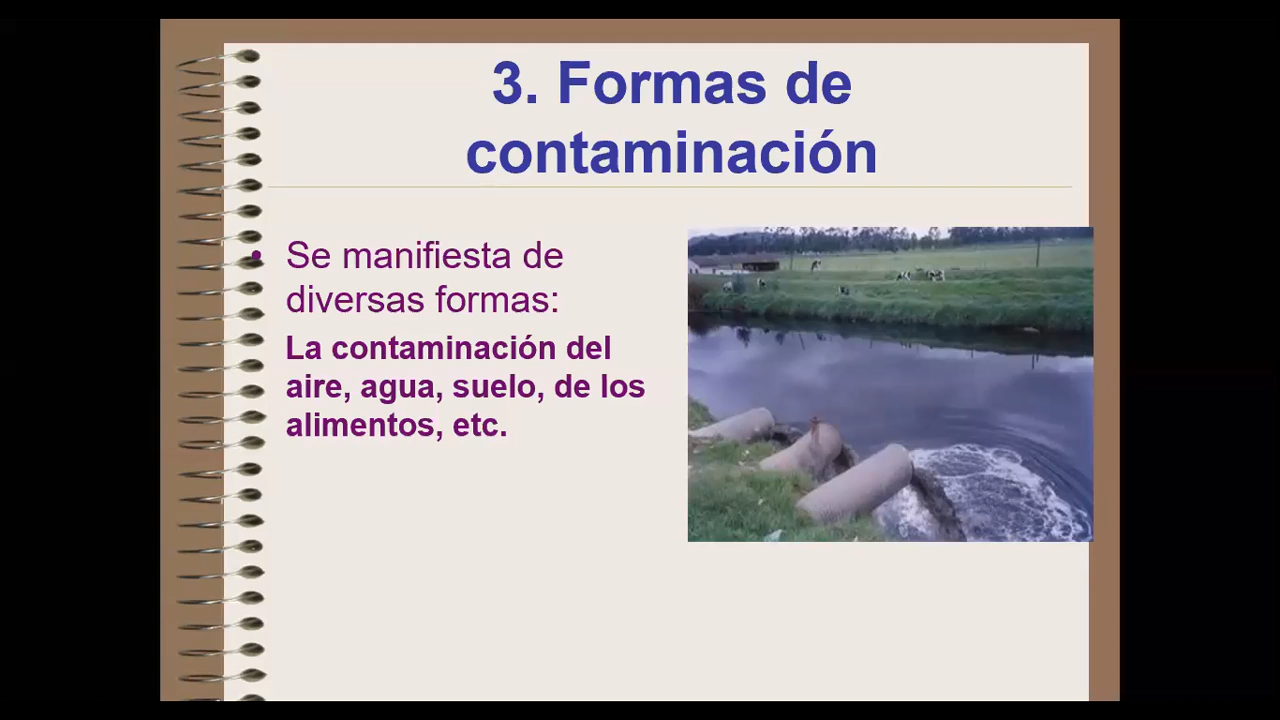 3. Formas de
contaminación
• Se manifiesta de
diversas formas:
La contaminación del
aire, agua, suelo, de los
alimentos, etc.